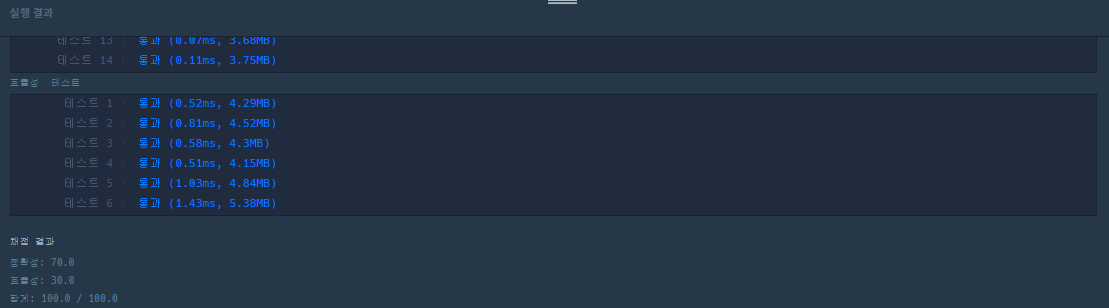 실행 결과
테스트 13 〉 통과 (0.07ms, 3.68MB)
테스트 14 〉 통과 (0.11ms, 3.75MB)
효율성  테스트
테스트 1 〉 통과 (0.52ms, 4.29MB)
테스트 2 〉 통과 (0.81ms, 4.52MB)
테스트 3 〉 통과 (0.58ms, 4.3MB)
테스트 4 〉 통과 (0.51ms, 4.15MB)
테스트 5 〉 통과 (1.03ms, 4.84MB)
테스트 6 〉 통과 (1.43ms, 5.38MB)
채점 결과
정확성: 70.0
효율성: 30.0
합계: 100.0 / 100.0